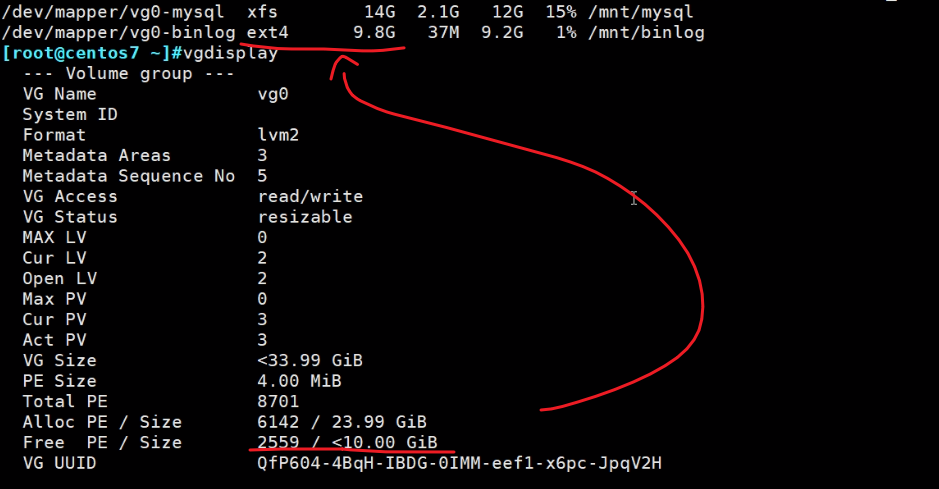 /dev/mapper/vg0-mysql  xfs        14G  2.1G   12G  15% /mnt/mysql
/dev/mapper/vg0-binlog ext4      9.8G   37M  9.2G   1% /mnt/binlog
[root@centos7 ~]#vgdisplay
  --- Volume group ---
  VG Name               vg0
  System ID
  Format                lvm2
  Metadata Areas        3
  Metadata Sequence No  5
  VG Access             read/write
  VG Status             resizable
  MAX LV                0
  Cur LV                2
  Open LV               2
  Max PV                0
  Cur PV                3
  Act PV                3
  VG Size               <33.99 GiB
  PE Size               4.00 MiB
  Total PE              8701
  Alloc PE / Size       6142 / 23.99 GiB
  Free  PE / Size       2559 / <10.00 GiB
  VG UUID               QfP604-4BqH-IBDG-0IMM-eef1-x6pc-JpqV2H